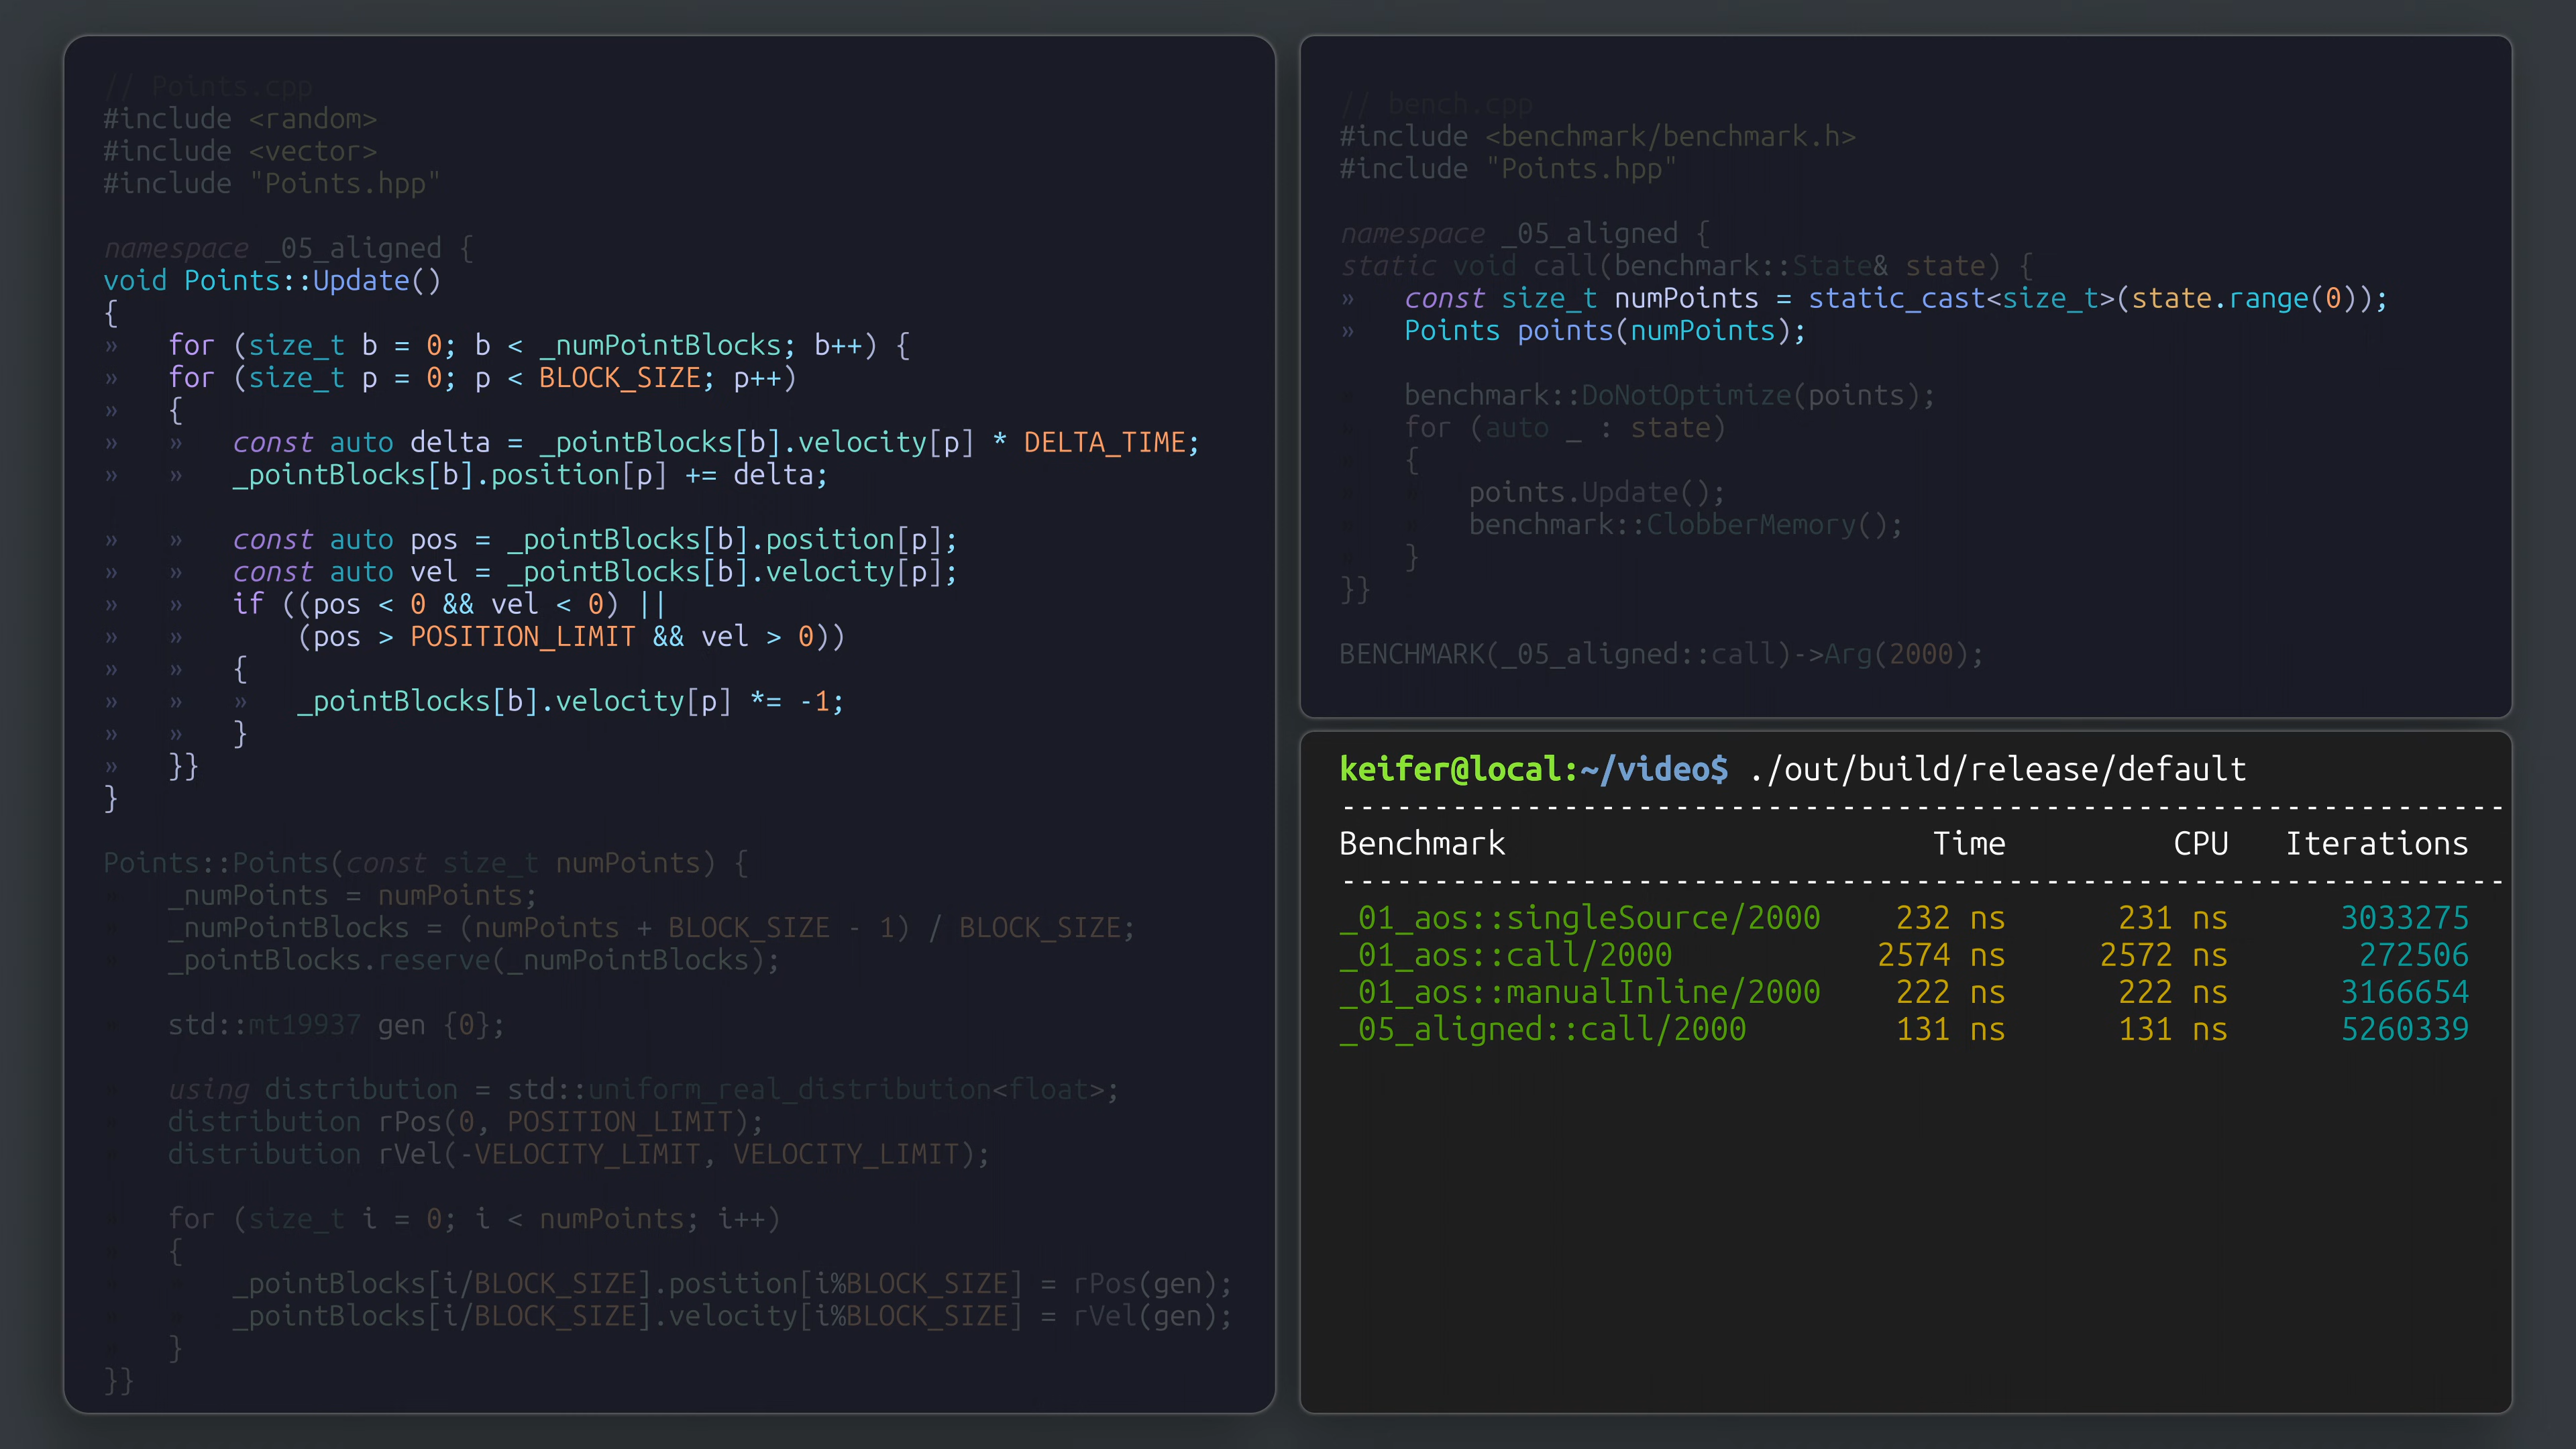 // Points.cpp
#include <random>
#include <vector>
#include "Points.hpp"
namespace _05_aligned {
void Points::Update()
{
»   for (size_t b = 0; b < _numPointBlocks; b++) {
»   for (size_t p = 0; p < BLOCK_SIZE; p++)
»   {
»   »   const auto delta = _pointBlocks[b].velocity[p] * DELTA_TIME;
»   »   _pointBlocks[b].position[p] += delta;
»   »   const auto pos = _pointBlocks[b].position[p];
»   »   const auto vel = _pointBlocks[b].velocity[p];
»   »   if ((pos < 0 && vel < 0) ||
»   »       (pos > POSITION_LIMIT && vel > 0))
»   »   {
»   »   »   _pointBlocks[b].velocity[p] *= -1;
»   »   }
»   }}
}
Points::Points(const size_t numPoints) {
    _numPoints = numPoints;
    _numPointBlocks = (numPoints + BLOCK_SIZE - 1) / BLOCK_SIZE;
    _pointBlocks.reserve(_numPointBlocks);
    std::mt19937 gen {0};
    using distribution = std::uniform_real_distribution<float>;
    distribution rPos(0, POSITION_LIMIT);
    distribution rVel(-VELOCITY_LIMIT, VELOCITY_LIMIT);
    for (size_t i = 0; i < numPoints; i++)
    {
        _pointBlocks[i/BLOCK_SIZE].position[i%BLOCK_SIZE] = rPos(gen);
        _pointBlocks[i/BLOCK_SIZE].velocity[i%BLOCK_SIZE] = rVel(gen);
    }
}}
// bench.cpp
#include <benchmark/benchmark.h>
#include "Points.hpp"
namespace _05_aligned {
static void call(benchmark::State& state) {
»   const size_t numPoints = static_cast<size_t>(state.range(0));
»   Points points(numPoints);
    benchmark::DoNotOptimize(points);
    for (auto _ : state)
    {
        points.Update();
        benchmark::ClobberMemory();
    }
}}
BENCHMARK(_05_aligned::call)->Arg(2000);
keifer@local:~/video$ ./out/build/release/default
---------------------------------------------------------------
Benchmark                       Time         CPU   Iterations
---------------------------------------------------------------
_01_aos::singleSource/2000    232 ns      231 ns      3033275
_01_aos::call/2000           2574 ns     2572 ns       272506
_01_aos::manualInline/2000    222 ns      222 ns      3166654
_05_aligned::call/2000        131 ns      131 ns      5260339